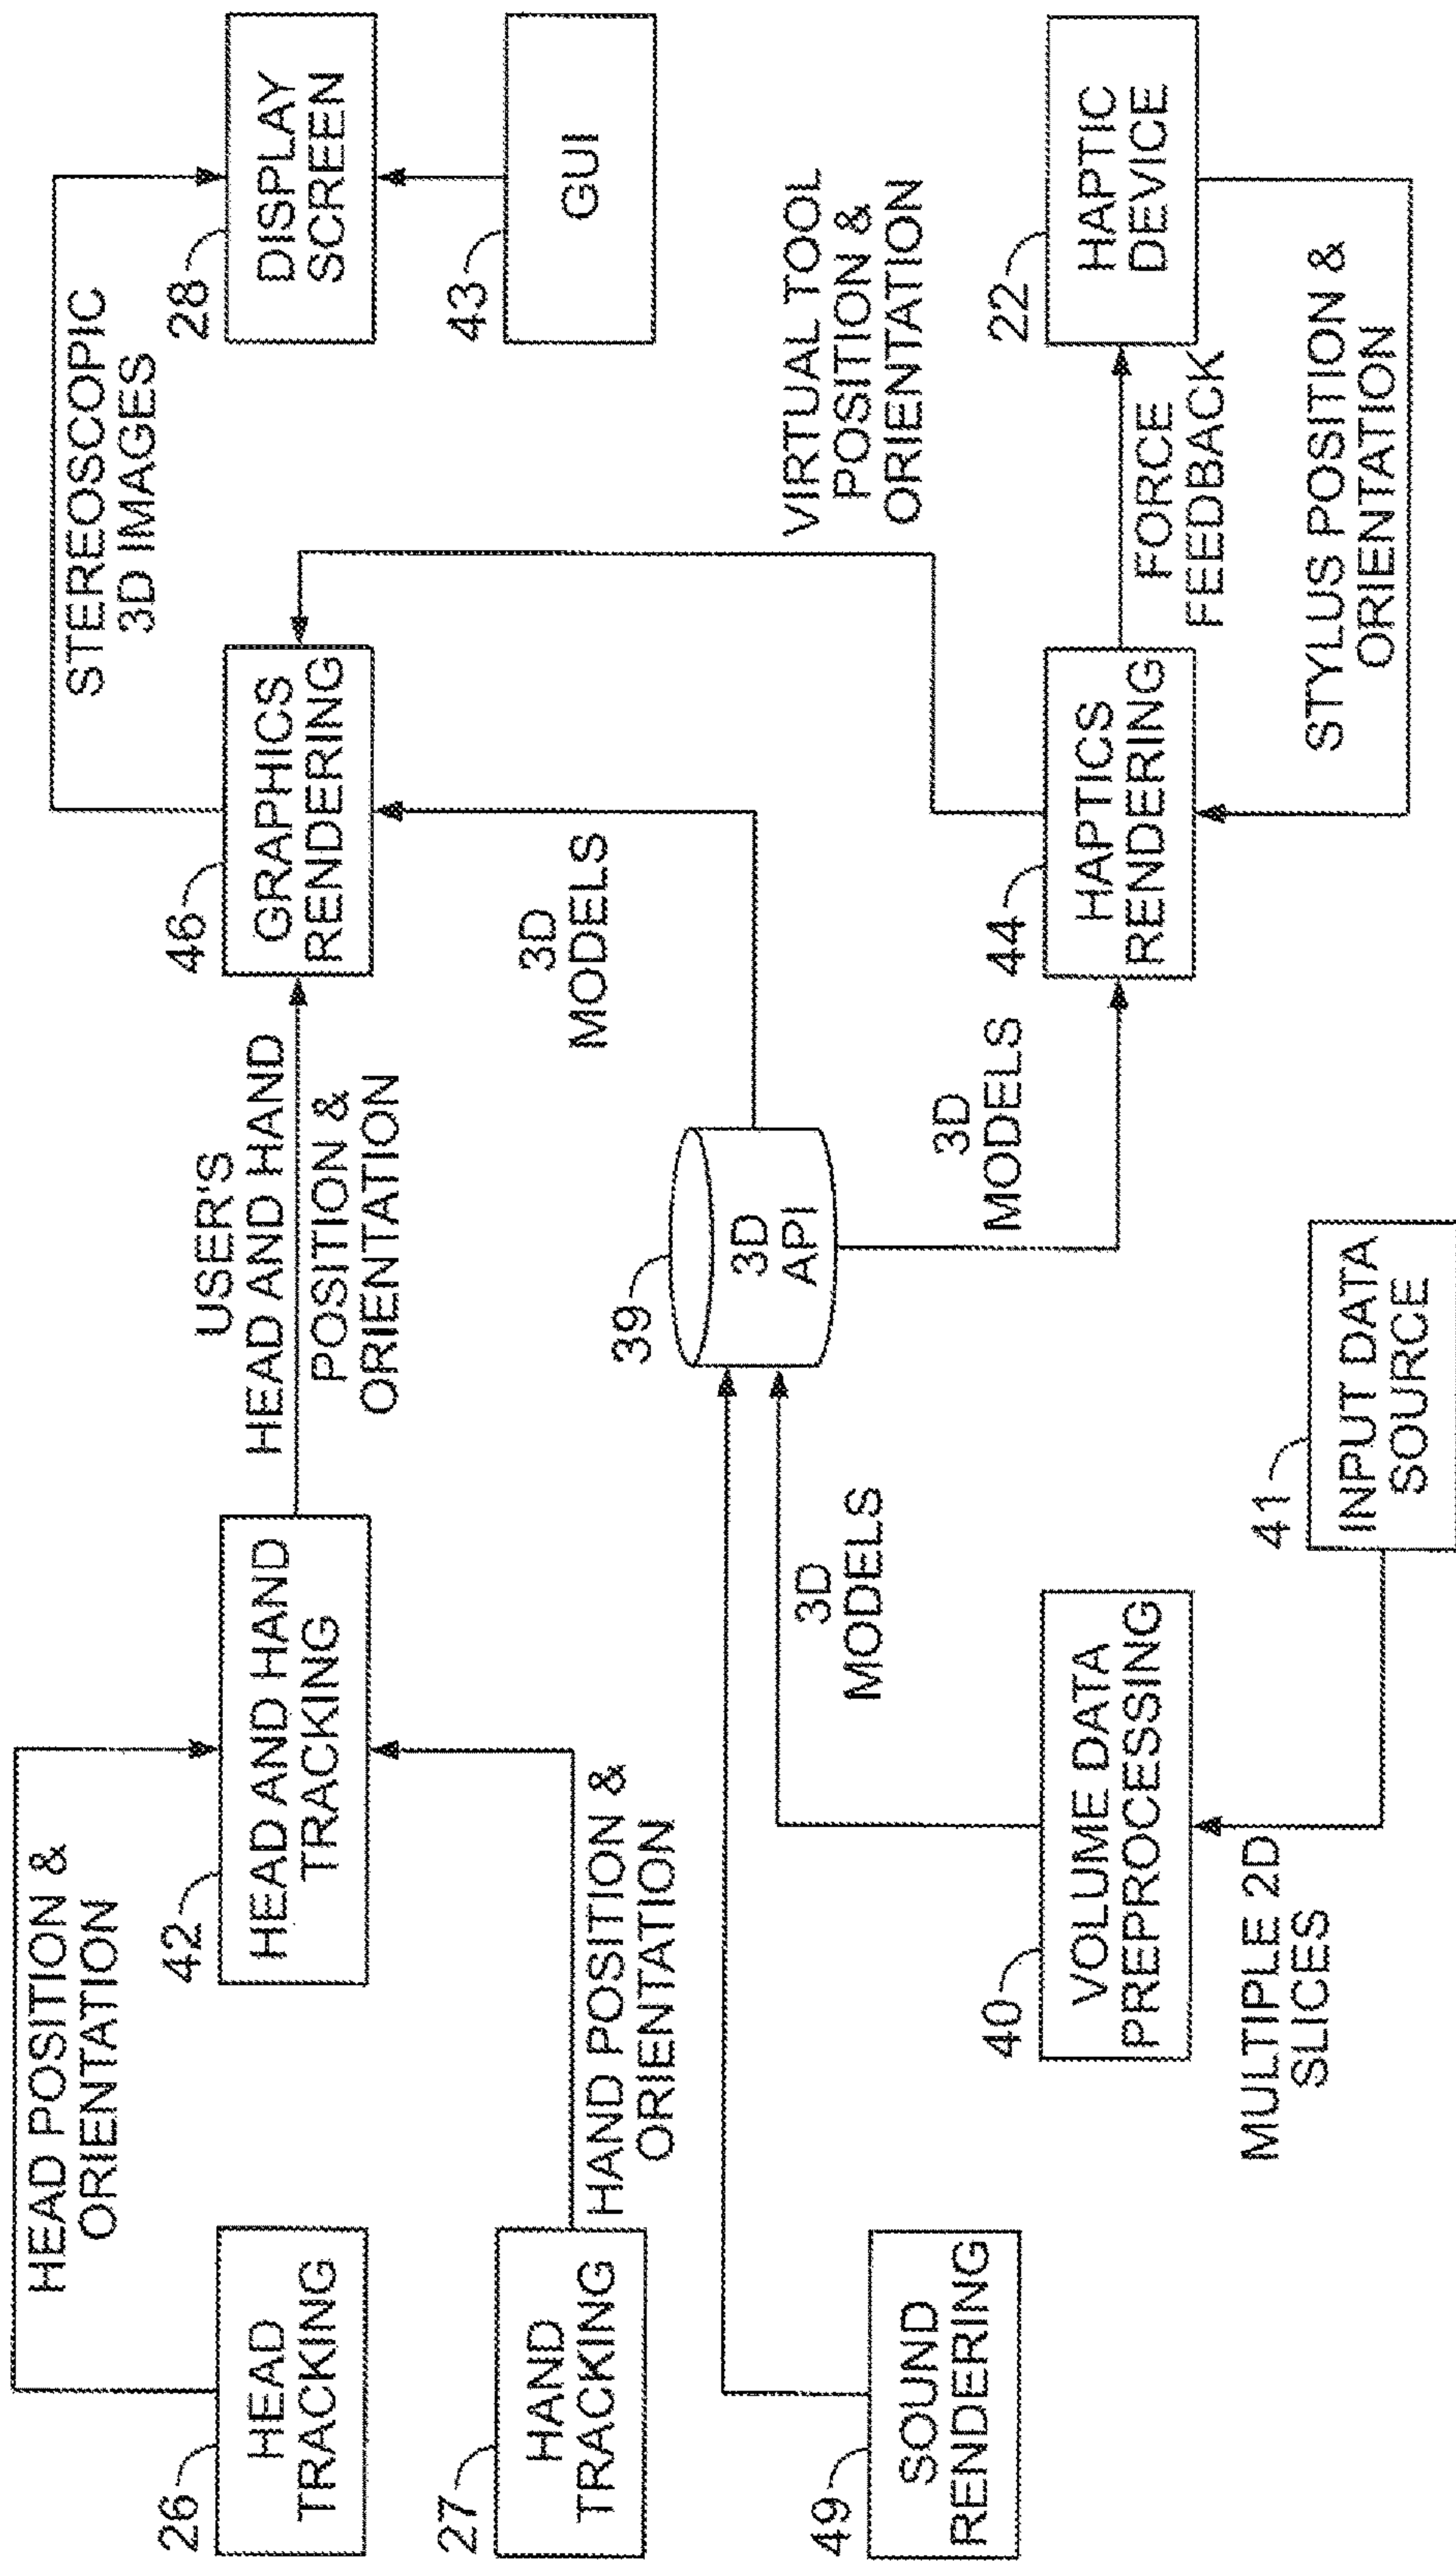 HEAD POSITION &
ORIENTATION
26
HEAD
TRACKING
42
HEAD AND HAND
TRACKING
USER'S
HEAD AND HAND
POSITION &
ORIENTATION
46
GRAPHICS
RENDERING
STEREOSCOPIC
3D IMAGES
28
DISPLAY
SCREEN
27
HAND
TRACKING
HAND POSITION &
ORIENTATION
43
GUI
3D
MODELS
39
3D
API
49
SOUND
RENDERING
3D
MODELS
40
VOLUME DATA
PREPROCESSING
MULTIPLE 2D
SLICES
41
INPUT DATA
SOURCE
3D
MODELS
44
HAPTICS
RENDERING
VIRTUAL TOOL
POSITION &
ORIENTATION
FORCE
FEEDBACK
22
HAPTIC
DEVICE
STYLUS POSITION &
ORIENTATION